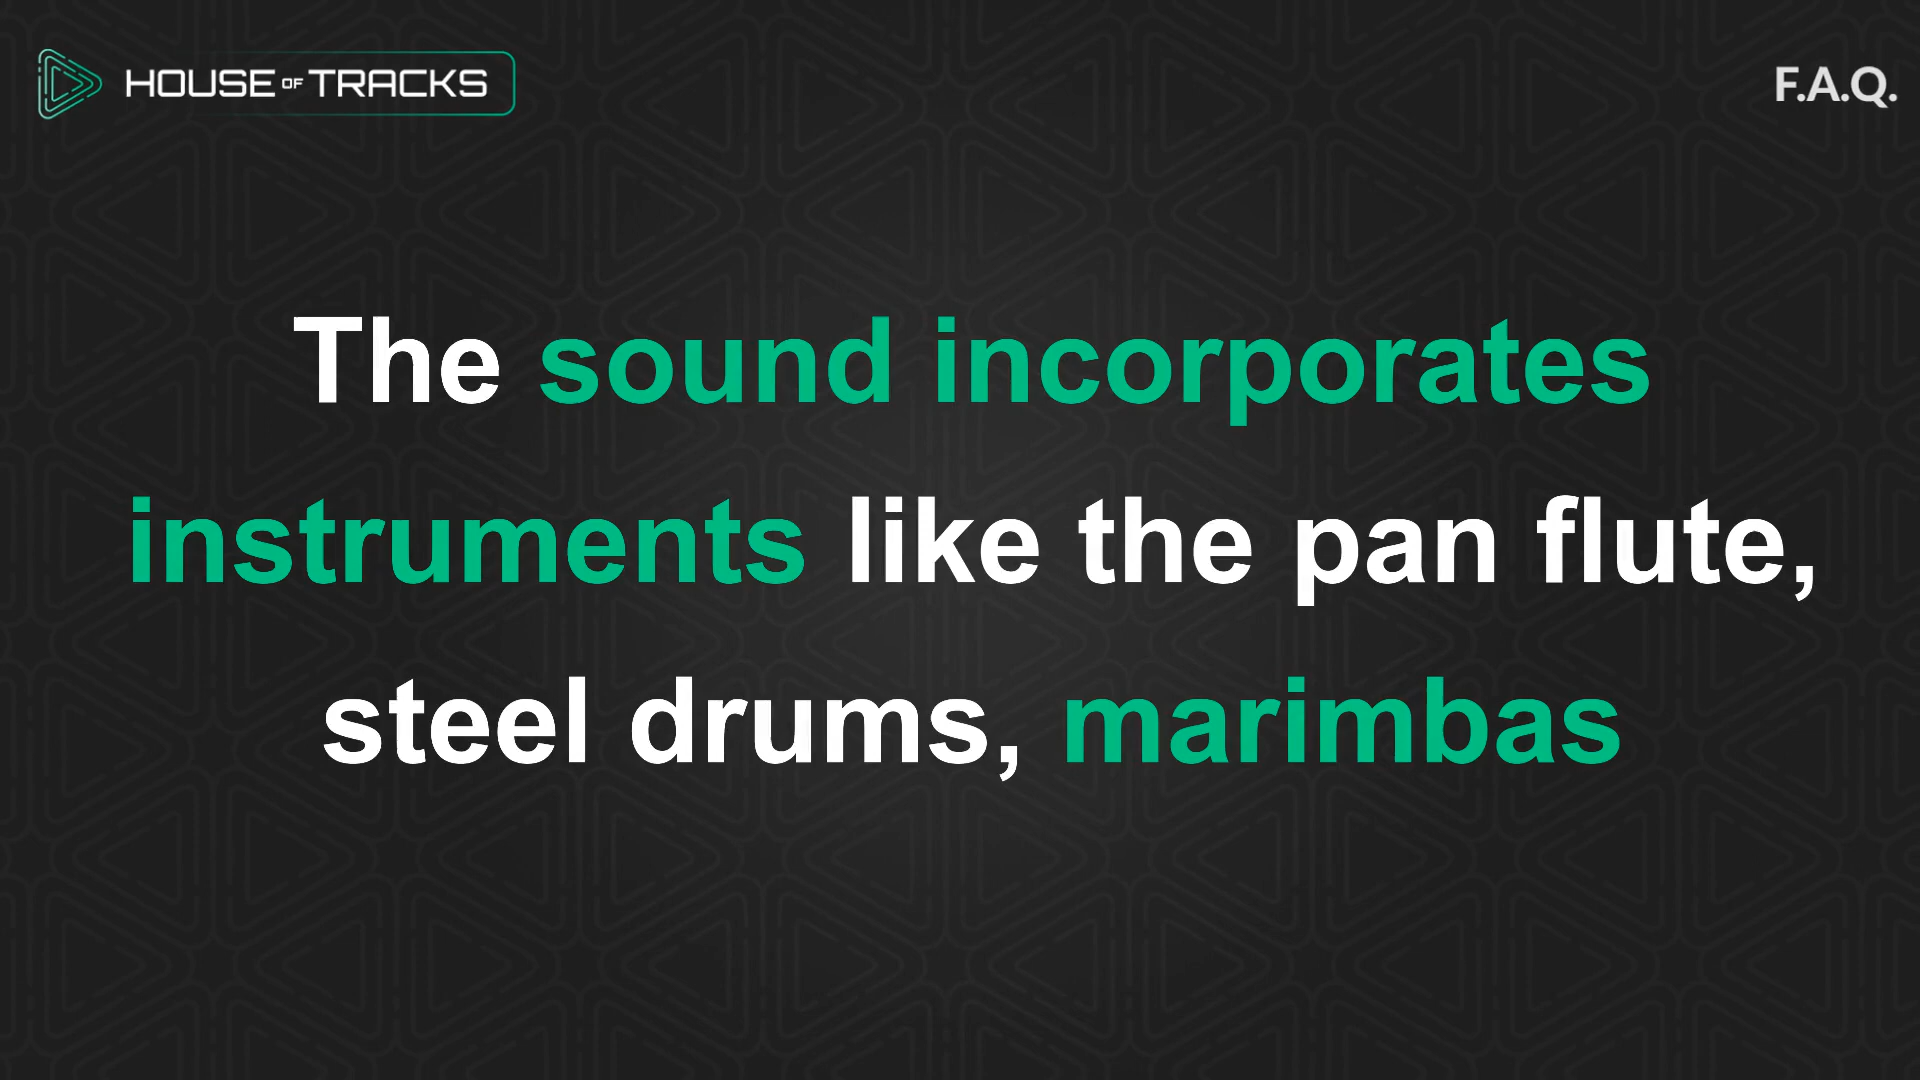 HOUSE OF TRACKS
F.A.Q.
The sound incorporates
instruments like the pan flute,
steel drums, marimbas